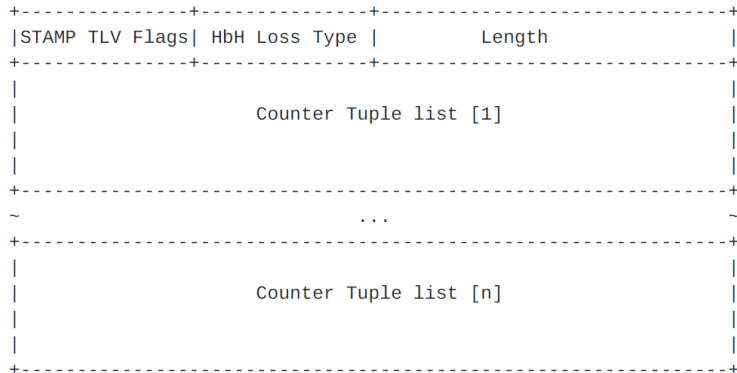 |STAMP TLV Flags| HbH Loss Type | Length |
Counter Tuple list [1]
~ ... ~
Counter Tuple list [n]